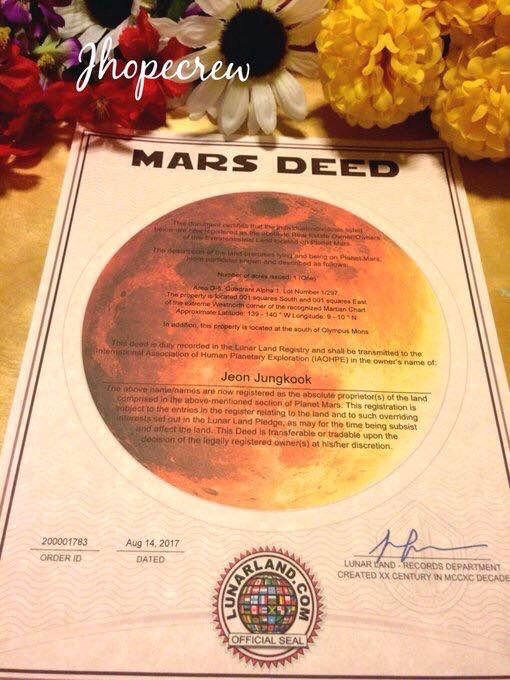 Jhopecrew
MARS DEED
This document certifies that the individual/individuals listed
below are now registered as the absolute Real Estate Owner/Owners
of the Extraterrestrial Land located on Planet Mars.
The description of the land premises lying and being on Planet Mars,
more particular known and described as follows:
Number of acres issued: 1 (One)
Area D-8, Quadrant Alpha 1. Lot Number 1/297
The property is located 001 squares South and 001 squares East
of the extreme Westnorth corner of the recognized Martian Chart
Approximate Latitude: 139 - 140 ° W Longitude: 9 - 10 ° N
In addition, this property is located at the south of Olympus Mons
This deed is duly recorded in the Lunar Land Registry and shall be transmitted to the
International Association of Human Planetary Exploration (IAOHPE) in the owner's name of:
Jeon Jungkook
The above name/names are now registered as the absolute proprietor(s) of the land
comprised in the above-mentioned section of Planet Mars. This registration is
subject to the entries in the register relating to the land and to such overriding
interests set out in the Lunar Land Pledge, as may for the time being subsist
and affect the land. This Deed is transferable or tradable upon the
decision of the legally registered owner(s) at his/her discretion.
200001783
ORDER ID
Aug 14, 2017
DATED
LUNAR LAND - RECORDS DEPARTMENT
CREATED XX CENTURY IN MCCXC DECADE
LUNARLAND.COM
OFFICIAL SEAL